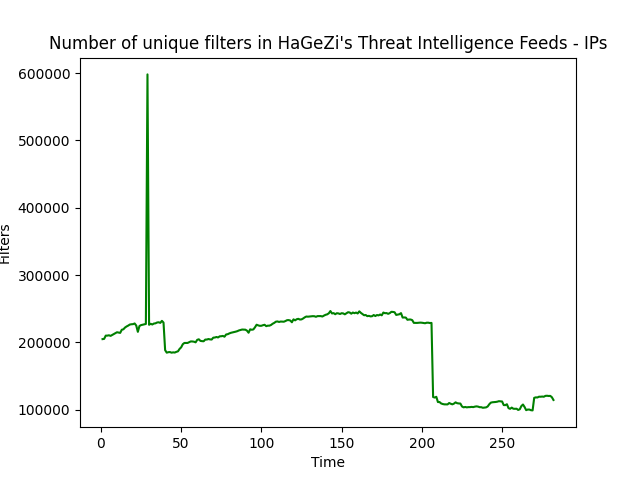 Number of unique filters in HaGeZi's Threat Intelligence Feeds - IPs
600000
500000
400000
300000
200000
100000
Filters
0 50 100 150 200 250
Time